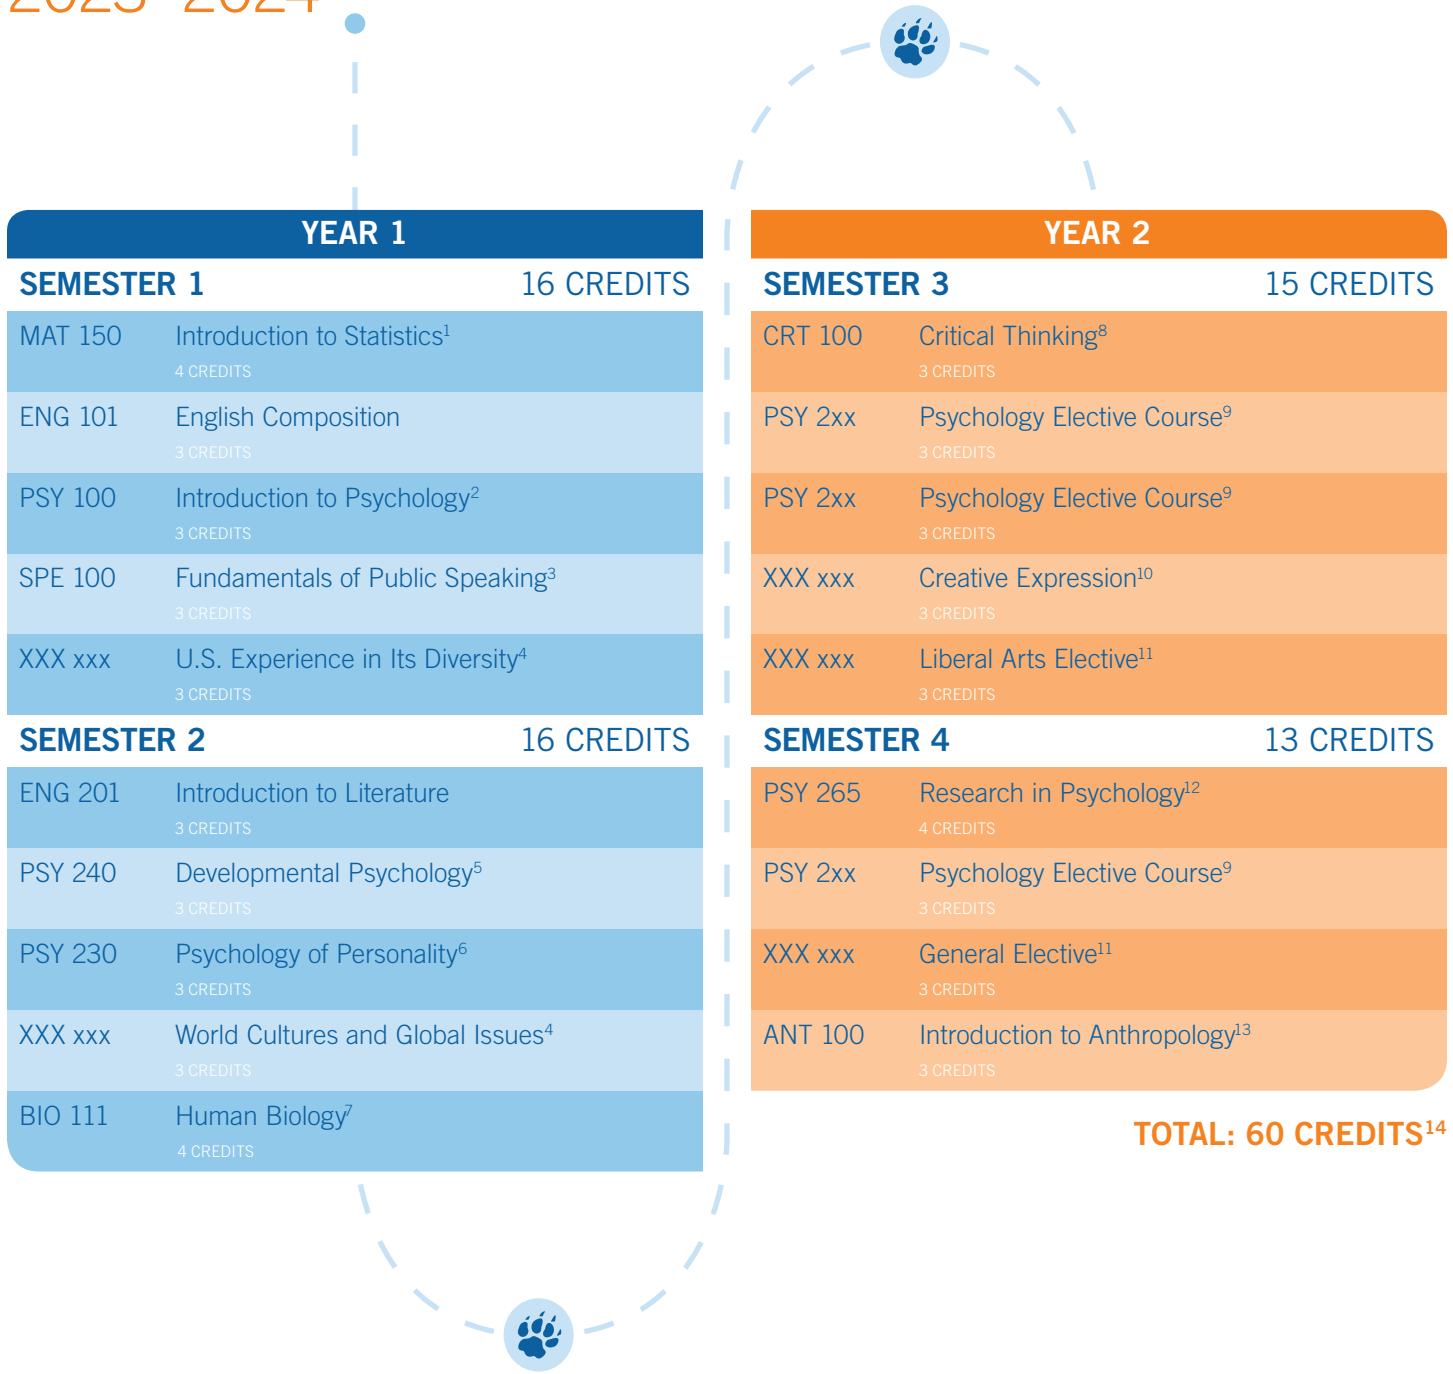 2023–2024
YEAR 1
SEMESTER 1 16 CREDITS
MAT 150 Introduction to Statistics¹
4 CREDITS
ENG 101 English Composition
3 CREDITS
PSY 100 Introduction to Psychology²
3 CREDITS
SPE 100 Fundamentals of Public Speaking³
3 CREDITS
XXX xxx U.S. Experience in Its Diversity⁴
3 CREDITS
SEMESTER 2 16 CREDITS
ENG 201 Introduction to Literature
3 CREDITS
PSY 240 Developmental Psychology⁵
3 CREDITS
PSY 230 Psychology of Personality⁶
3 CREDITS
XXX xxx World Cultures and Global Issues⁴
3 CREDITS
BIO 111 Human Biology⁷
4 CREDITS
YEAR 2
SEMESTER 3 15 CREDITS
CRT 100 Critical Thinking⁸
3 CREDITS
PSY 2xx Psychology Elective Course⁹
3 CREDITS
PSY 2xx Psychology Elective Course⁹
3 CREDITS
XXX xxx Creative Expression¹⁰
3 CREDITS
XXX xxx Liberal Arts Elective¹¹
3 CREDITS
SEMESTER 4 13 CREDITS
PSY 265 Research in Psychology¹²
4 CREDITS
PSY 2xx Psychology Elective Course⁹
3 CREDITS
XXX xxx General Elective¹¹
3 CREDITS
ANT 100 Introduction to Anthropology¹³
3 CREDITS
TOTAL: 60 CREDITS¹⁴